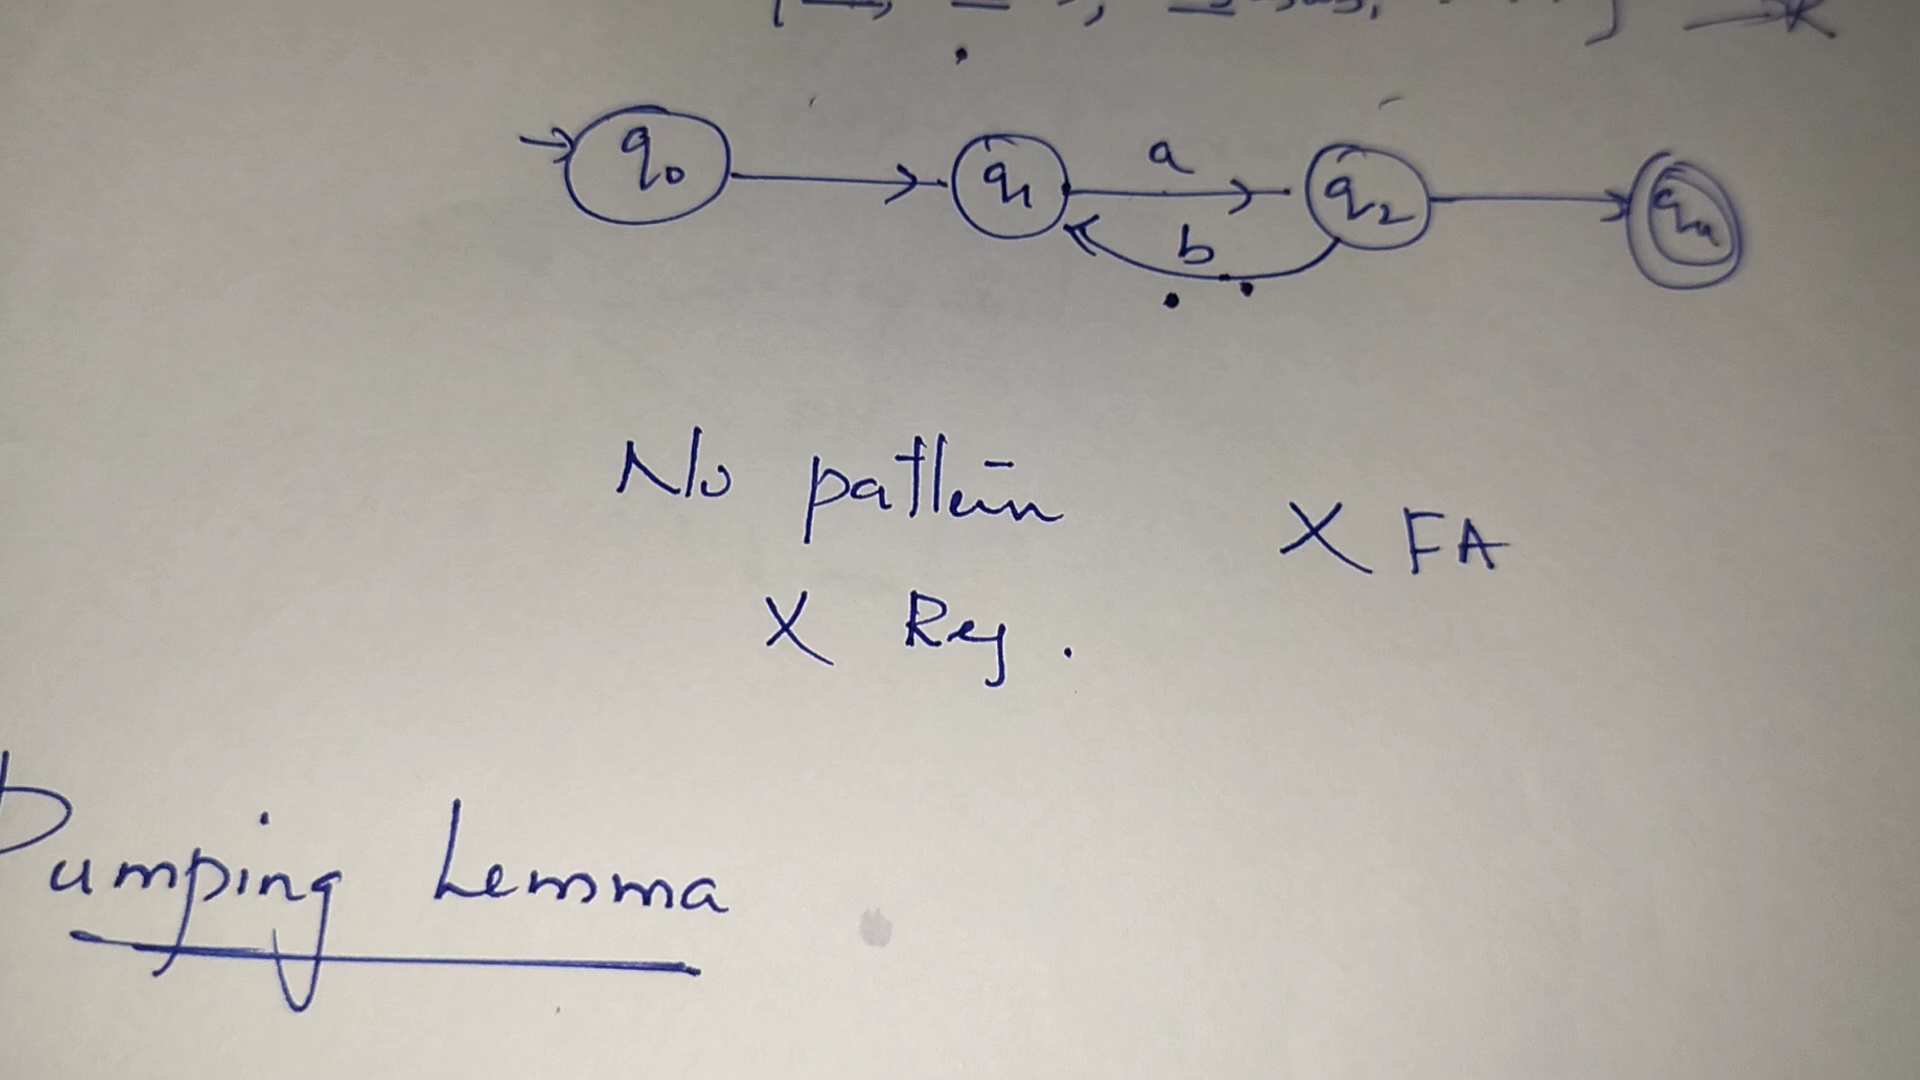 q0 q1 a q2 qn
b
No pattern
X FA
X Reg.
Pumping Lemma